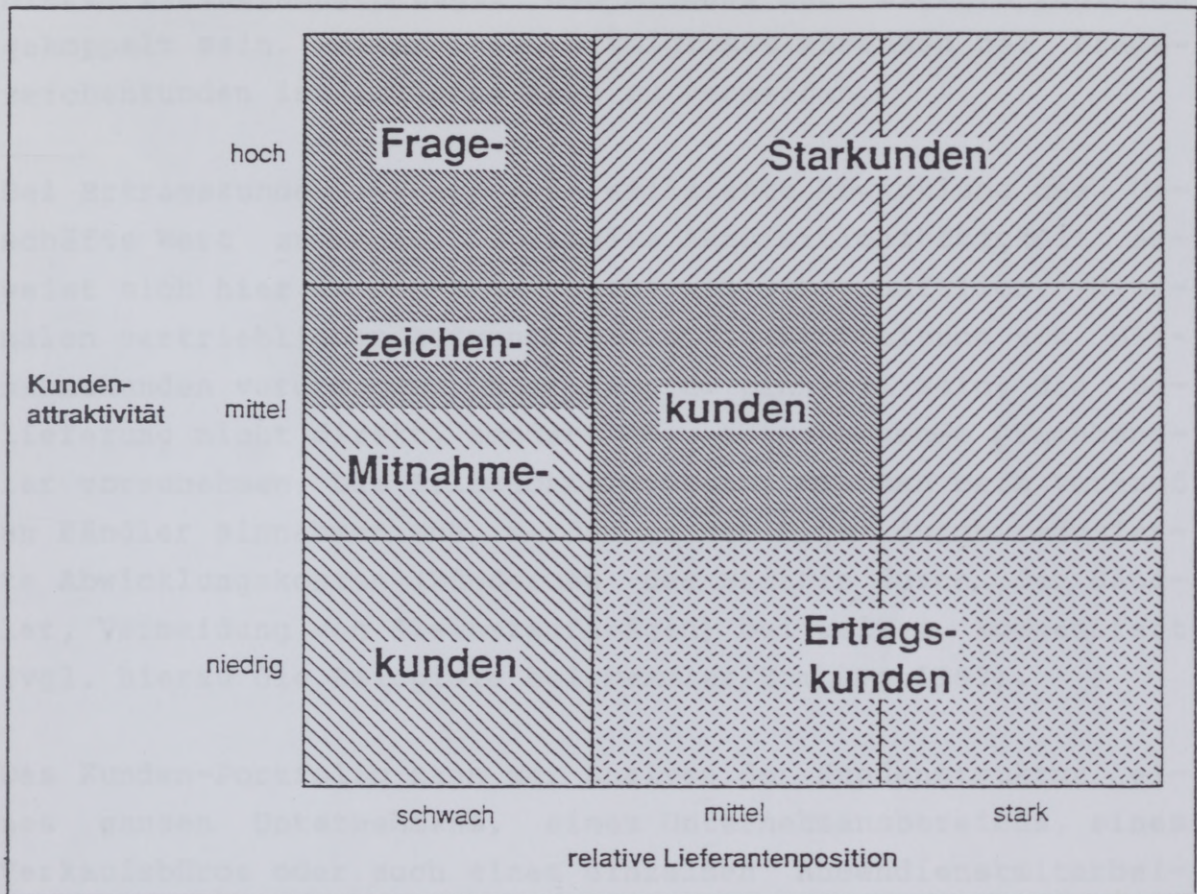 hoch
Frage-
Starkunden
zeichen-
Kunden-
attraktivität
mittel
kunden
Mitnahme-
niedrig
kunden
Ertrags-
kunden
schwach
mittel
stark
relative Lieferantenposition